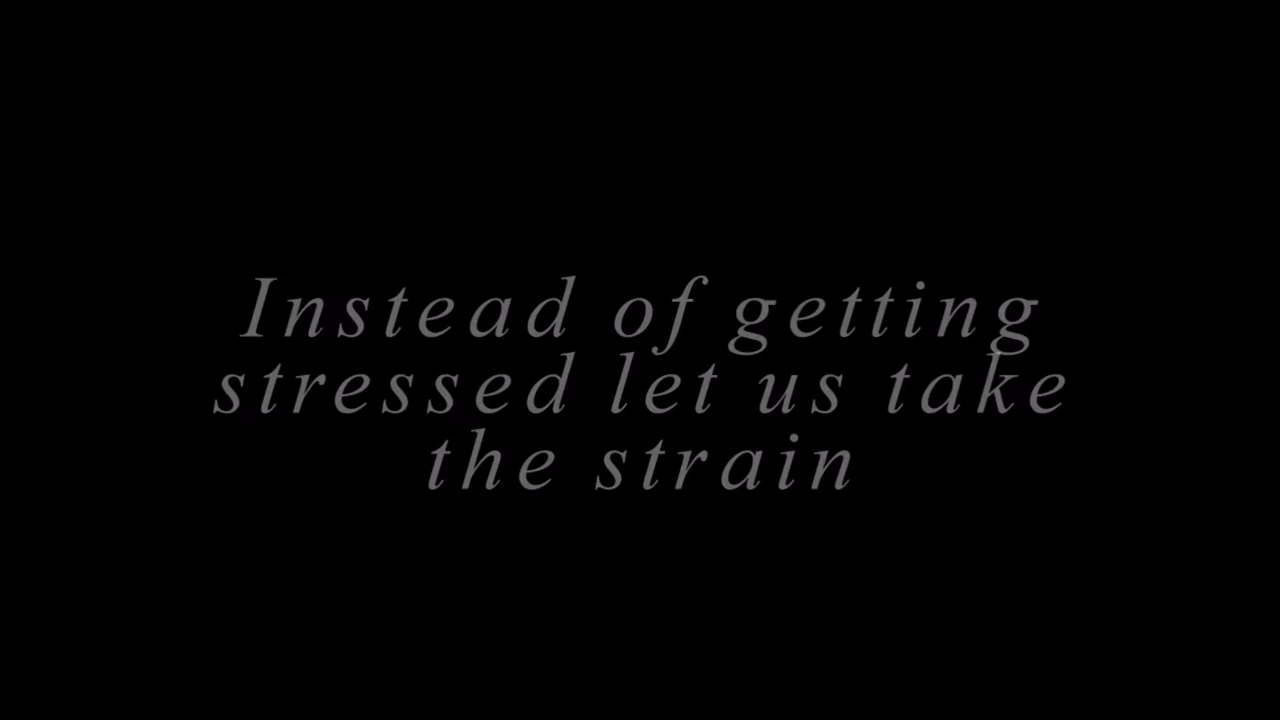 Instead of getting
stressed let us take
the strain